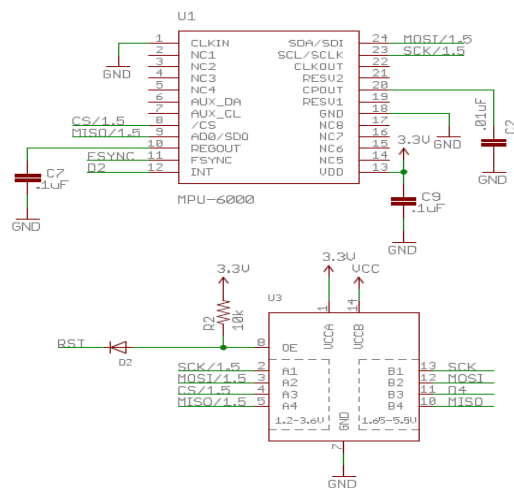 U1
1 CLKIN SDA/SDI 24 MOSI/1.5
2 NC1 SCL/SCLK 23 SCK/1.5
3 NC2 CLKOUT 22
4 NC3 RESV2 21
5 NC4 CPOUT 20
6 AUX_DA RESV1 19
7 AUX_CL GND 18
CS/1.5 8 /CS NC8 17
MISO/1.5 9 AD0/SDO NC7 16
10 REGOUT NC6 15
FSYNC 11 FSYNC NC5 14
D2 12 INT VDD 13
MPU-6000
GND
GND
3.3V
.01uF
C2
GND
C7
.1uF
GND
C9
.1uF
GND
3.3V
3.3V
VCC
R2
10k
U3
1
14
VCCA
VCCB
RST
D2
8 OE
SCK/1.5 2 A1 B1 13 SCK
MOSI/1.5 3 A2 B2 12 MOSI
CS/1.5 4 A3 B3 11 D4
MISO/1.5 5 A4 B4 10 MISO
1.2-3.6V
GND
1.65-5.5V
7
GND